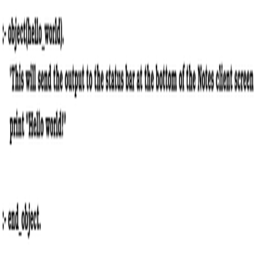 :- object(hello_world).
'This will send the output to the status bar at the bottom of the Notes client screen
print "Hello world!"
:- end_object.